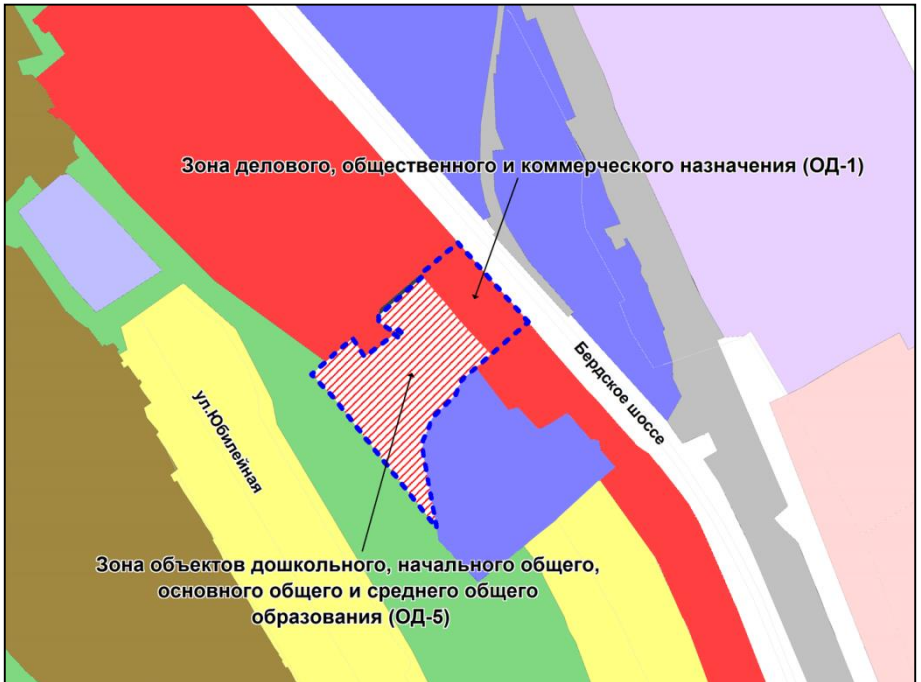 Зона делового, общественного и коммерческого назначения (ОД-1)
Бердское шоссе
ул.Юбилейная
Зона объектов дошкольного, начального общего,
основного общего и среднего общего
образования (ОД-5)